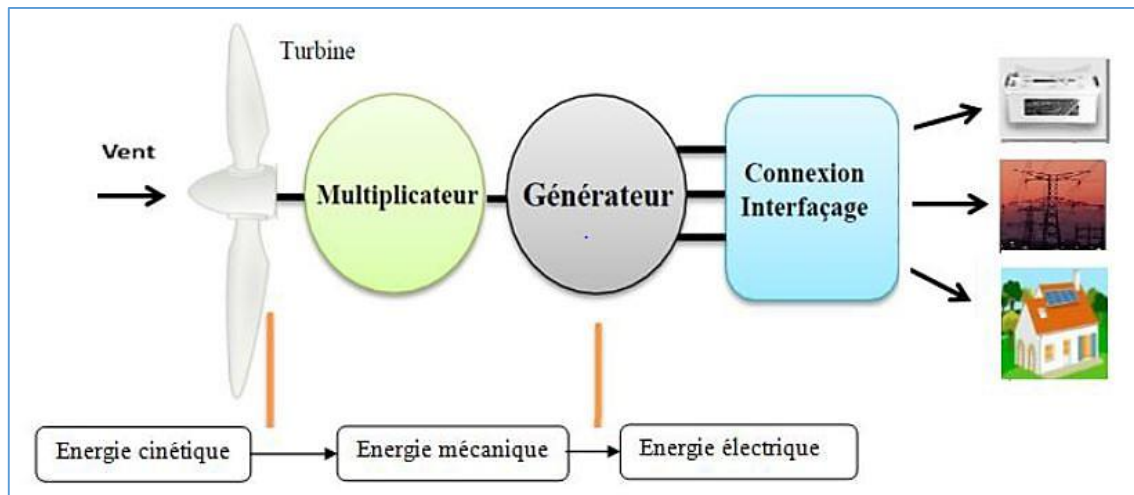 Turbine
Vent
Multiplicateur
Générateur
Connexion
Interfaçage
Energie cinétique
Energie mécanique
Energie électrique